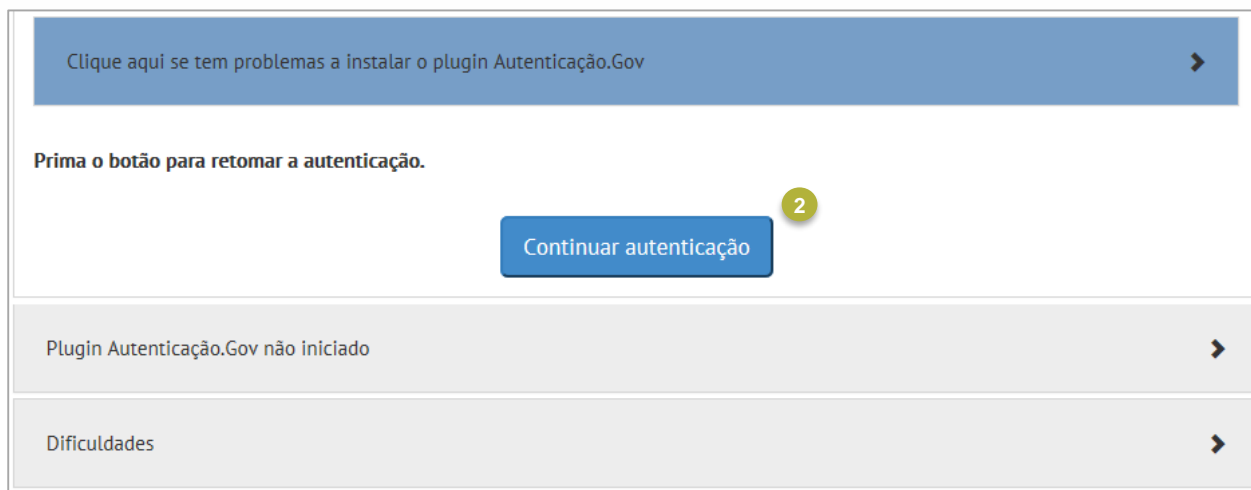 Clique aqui se tem problemas a instalar o plugin Autenticação.Gov
Prima o botão para retomar a autenticação.
2
Continuar autenticação
Plugin Autenticação.Gov não iniciado
Dificuldades